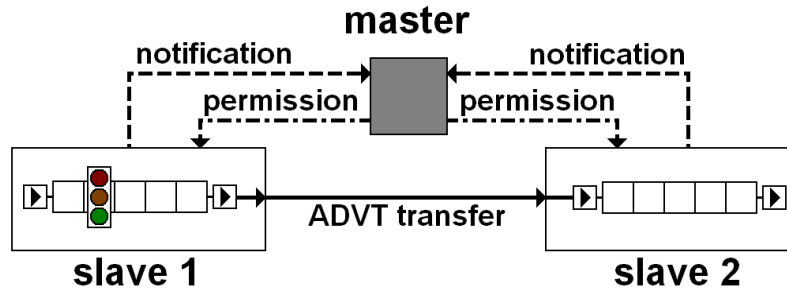 master
notification
notification
permission
permission
ADVT transfer
slave 1
slave 2